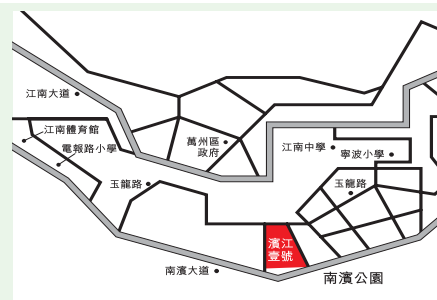 江南大道
江南體育館
電報路小學
萬州區
政府
江南中學
寧波小學
玉龍路
玉龍路
濱江
壹號
南濱大道
南濱公園